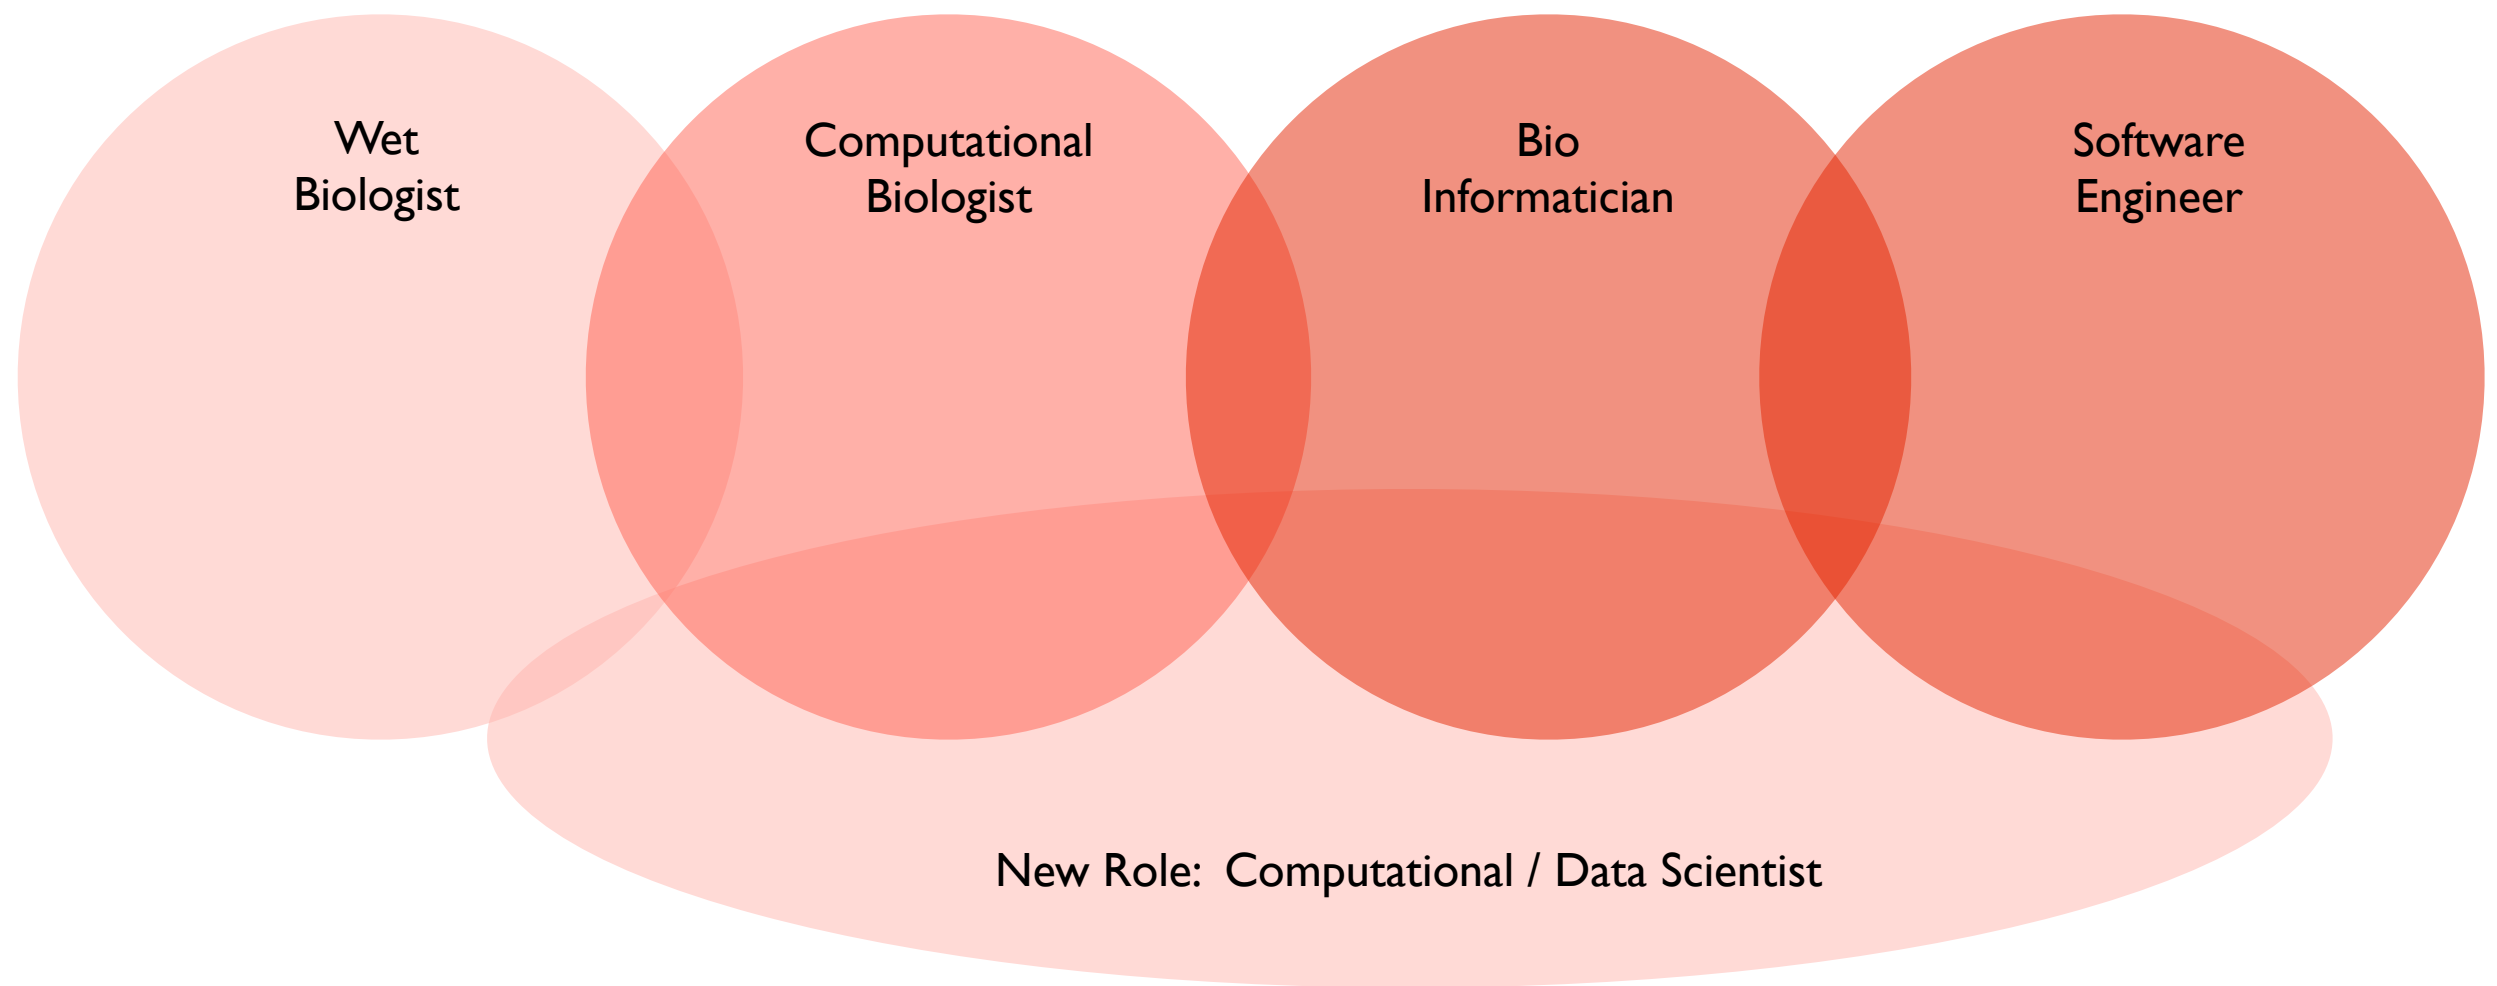 Wet
Biologist
Computational
Biologist
Bio
Informatician
Software
Engineer
New Role:  Computational / Data Scientist